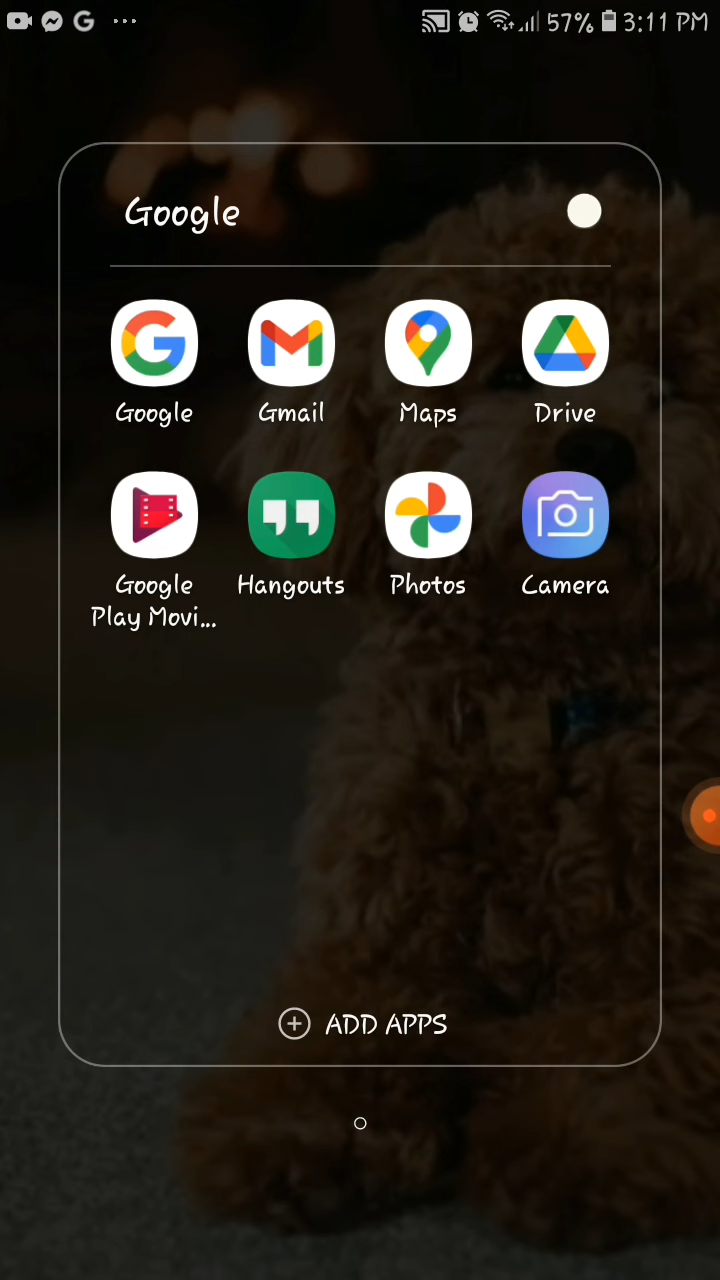 57% 3:11 PM
Google
Google Gmail Maps Drive
Google Hangouts Photos Camera
Play Movi...
ADD APPS